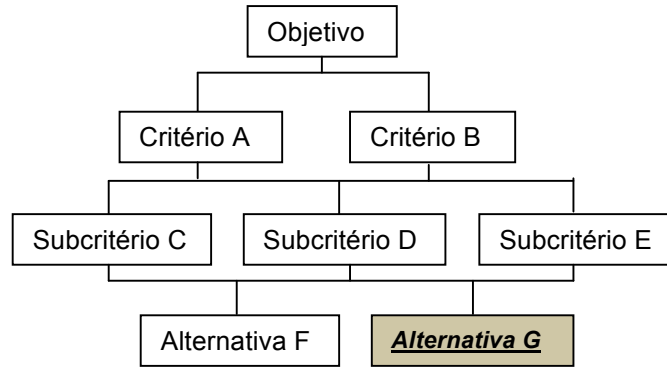 Objetivo
Critério A
Critério B
Subcritério C
Subcritério D
Subcritério E
Alternativa F
Alternativa G